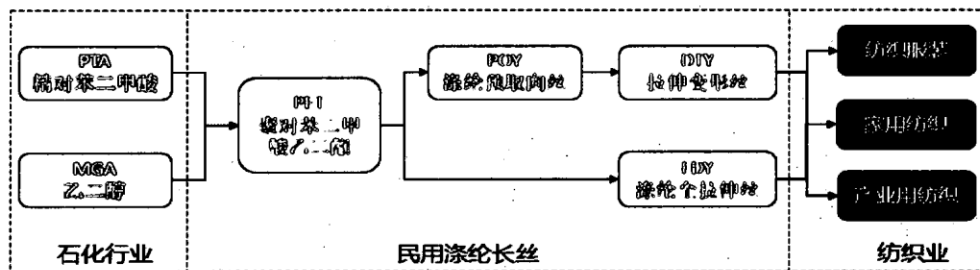 PTA
精对苯二甲酸
MGA
乙二醇
PET
聚对苯二甲
酸乙二酯
POY
涤纶预取向丝
DTY
拉伸变形丝
FDY
涤纶全拉伸丝
纺织服装
家用纺织
产业用纺织
石化行业
民用涤纶长丝
纺织业